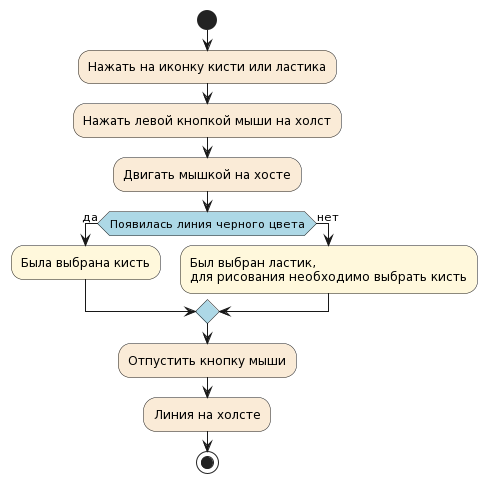 Нажать на иконку кисти или ластика
Нажать левой кнопкой мыши на холст
Двигать мышкой на хосте
да
Появилась линия черного цвета
нет
Была выбрана кисть
Был выбран ластик,
для рисования необходимо выбрать кисть
Отпустить кнопку мыши
Линия на холсте